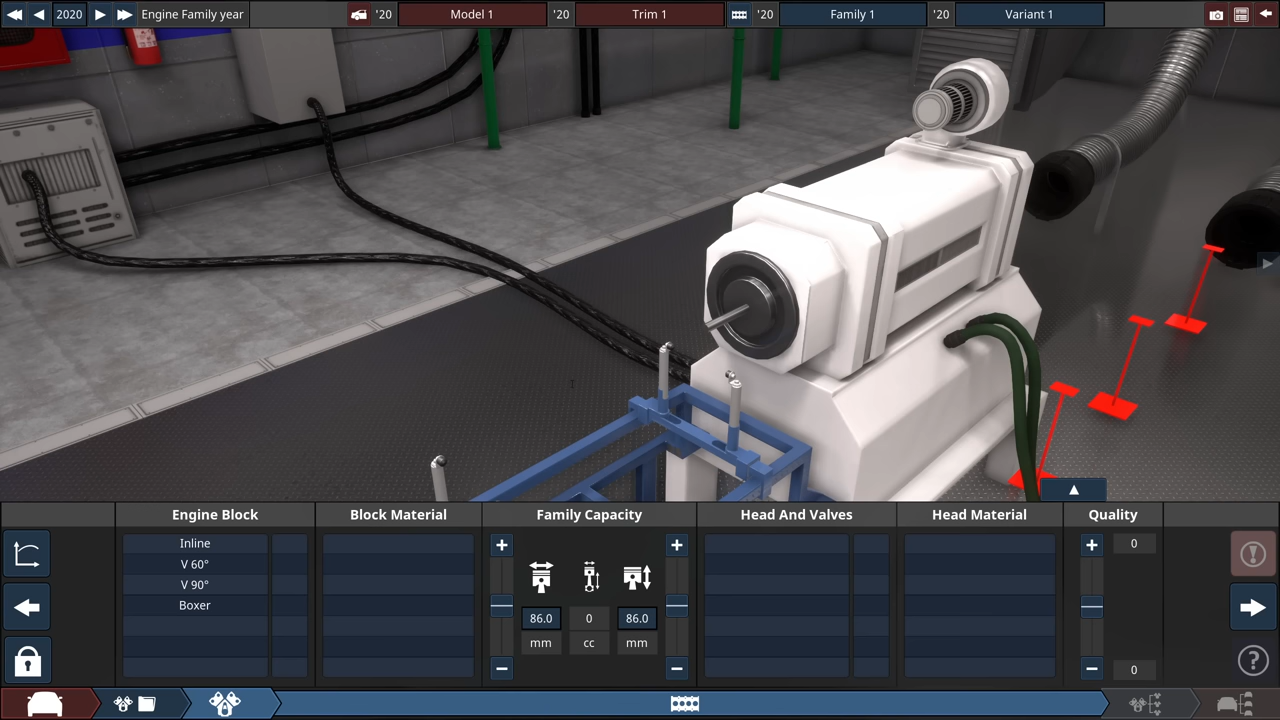 2020 Engine Family year '20 Model 1 '20 Trim 1 '20 Family 1 '20 Variant 1
Engine Block Block Material Family Capacity Head And Valves Head Material Quality
Inline
V 60°
V 90°
Boxer
+ + + 0
86.0 0 86.0
mm cc mm
- - - 0
?